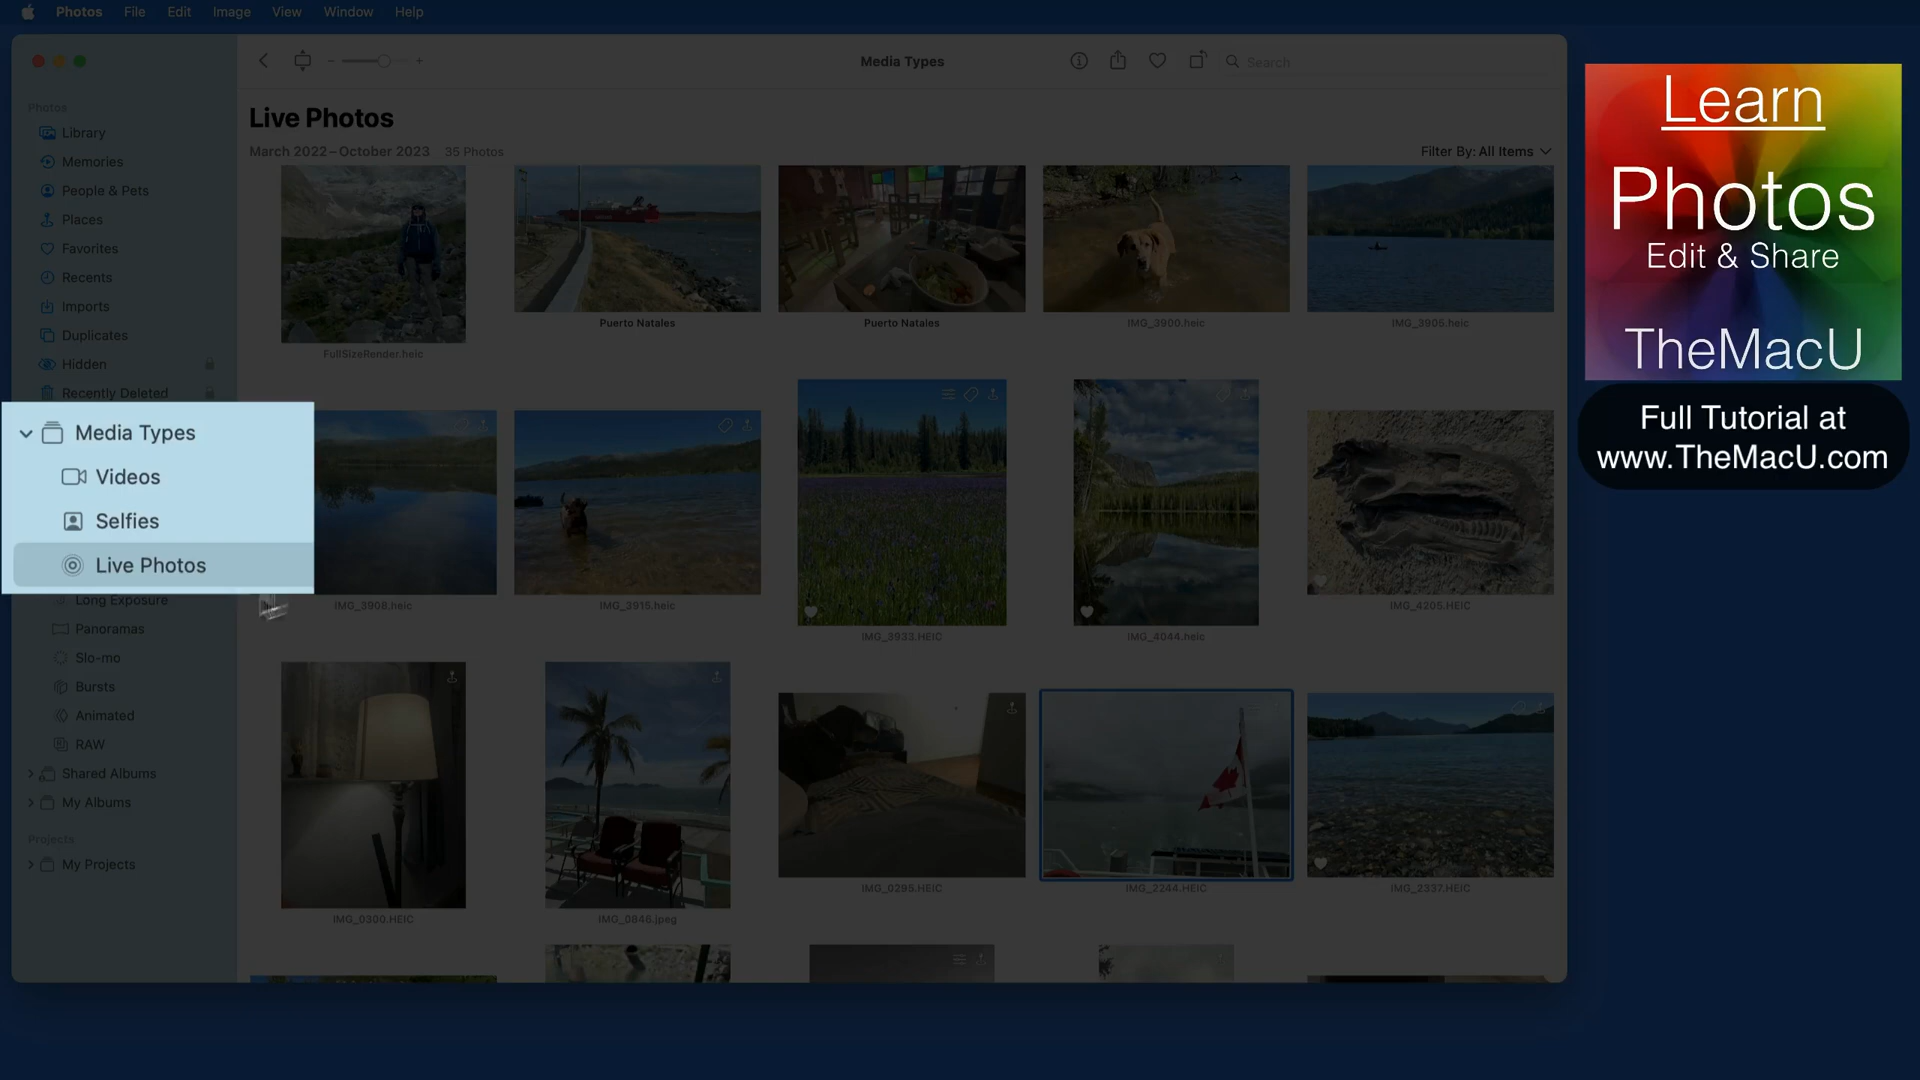 Photos File Edit Image View Window Help
Media Types
Search
Photos
Library
Memories
People & Pets
Places
Favorites
Recents
Imports
Duplicates
Hidden
Recently Deleted
Media Types
Videos
Selfies
Live Photos
Long Exposure
Panoramas
Slo-mo
Bursts
Animated
RAW
Shared Albums
My Albums
Projects
My Projects
Live Photos
March 2022–October 2023 35 Photos
Filter By: All Items
FullSizeRender.heic
Puerto Natales
Puerto Natales
IMG_3900.heic
IMG_3905.heic
IMG_3908.heic
IMG_3915.heic
IMG_3933.HEIC
IMG_4044.heic
IMG_4205.HEIC
IMG_0300.HEIC
IMG_0846.jpeg
IMG_0295.HEIC
IMG_2244.HEIC
IMG_2337.HEIC
Learn
Photos
Edit & Share
TheMacU
Full Tutorial at
www.TheMacU.com